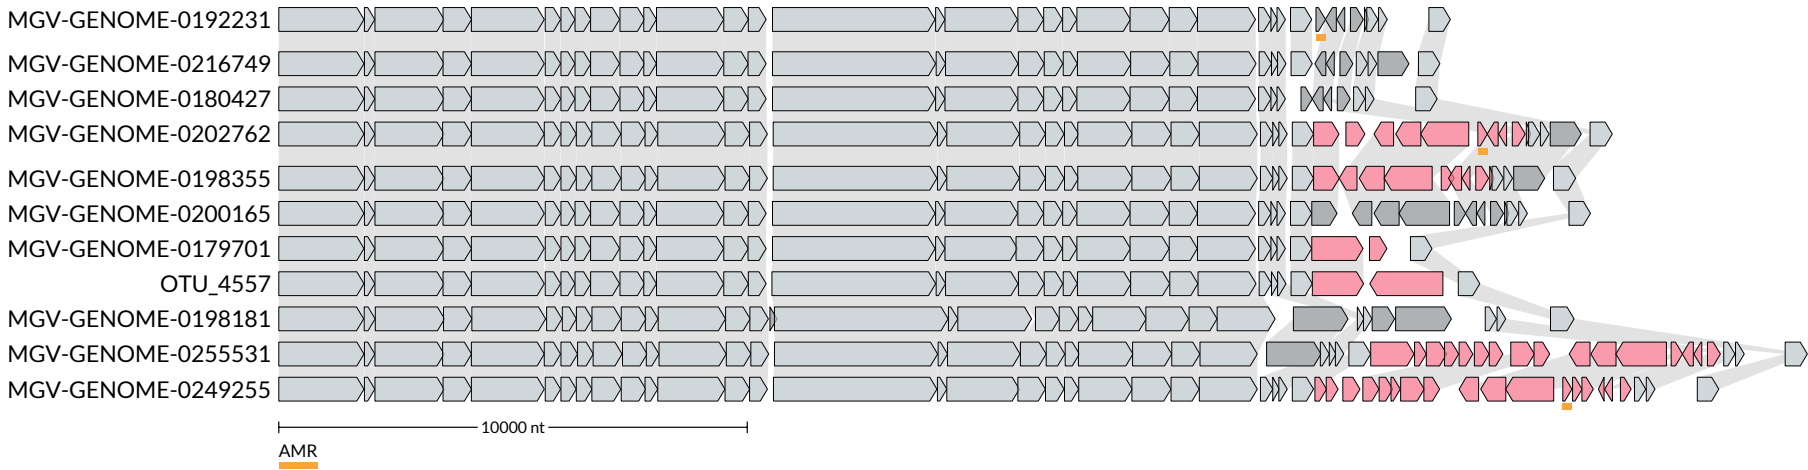 MGV-GENOME-0192231
MGV-GENOME-0216749
MGV-GENOME-0180427
MGV-GENOME-0202762
MGV-GENOME-0198355
MGV-GENOME-0200165
MGV-GENOME-0179701
OTU_4557
MGV-GENOME-0198181
MGV-GENOME-0255531
MGV-GENOME-0249255
10000 nt
AMR